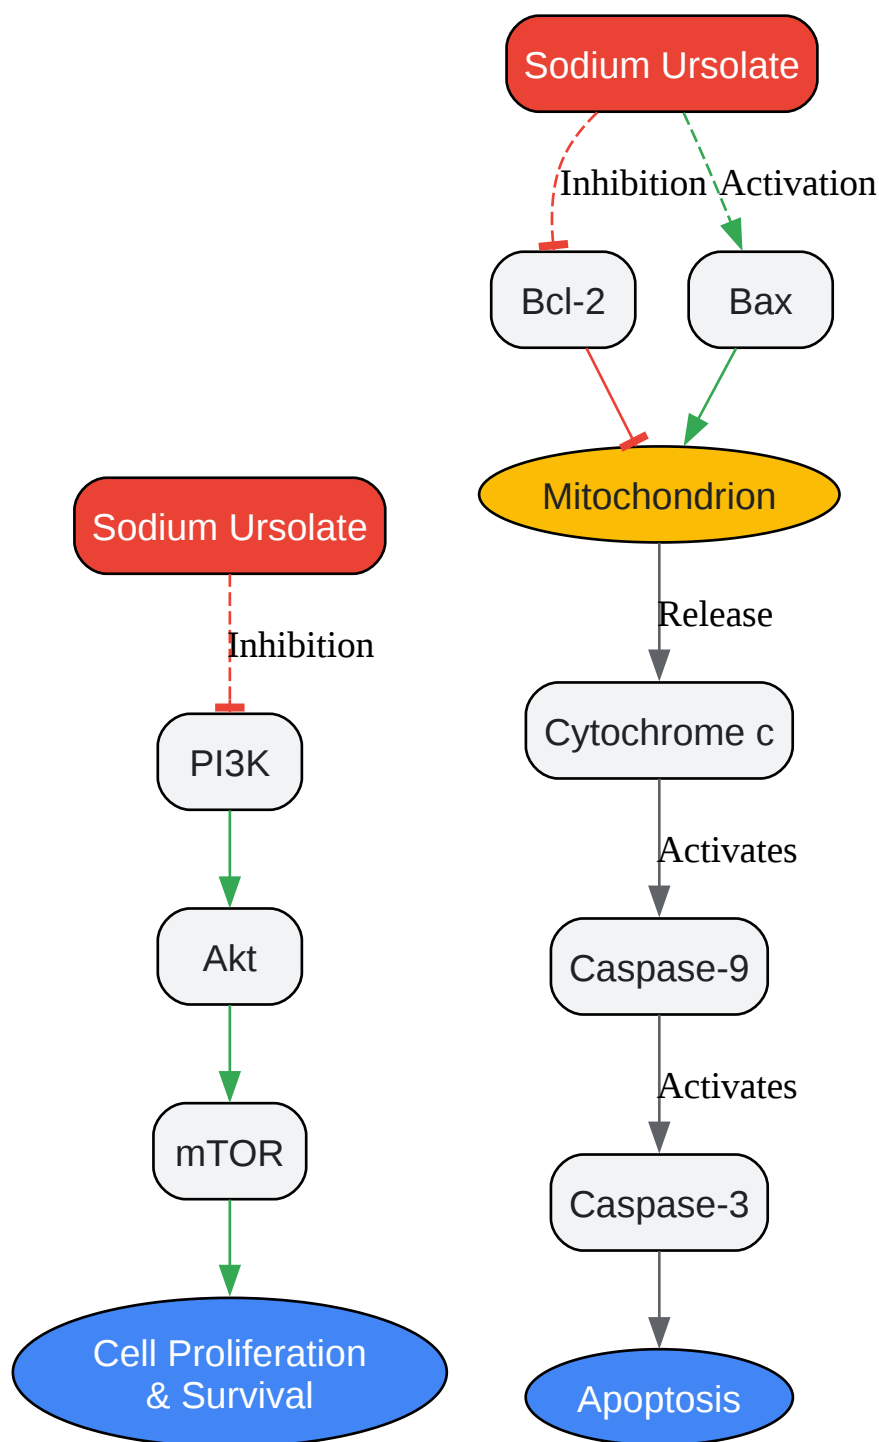 Sodium Ursolate
Inhibition
Activation
Bcl-2
Bax
Mitochondrion
Release
Cytochrome c
Activates
Caspase-9
Activates
Caspase-3
Apoptosis
Sodium Ursolate
Inhibition
PI3K
Akt
mTOR
Cell Proliferation
& Survival